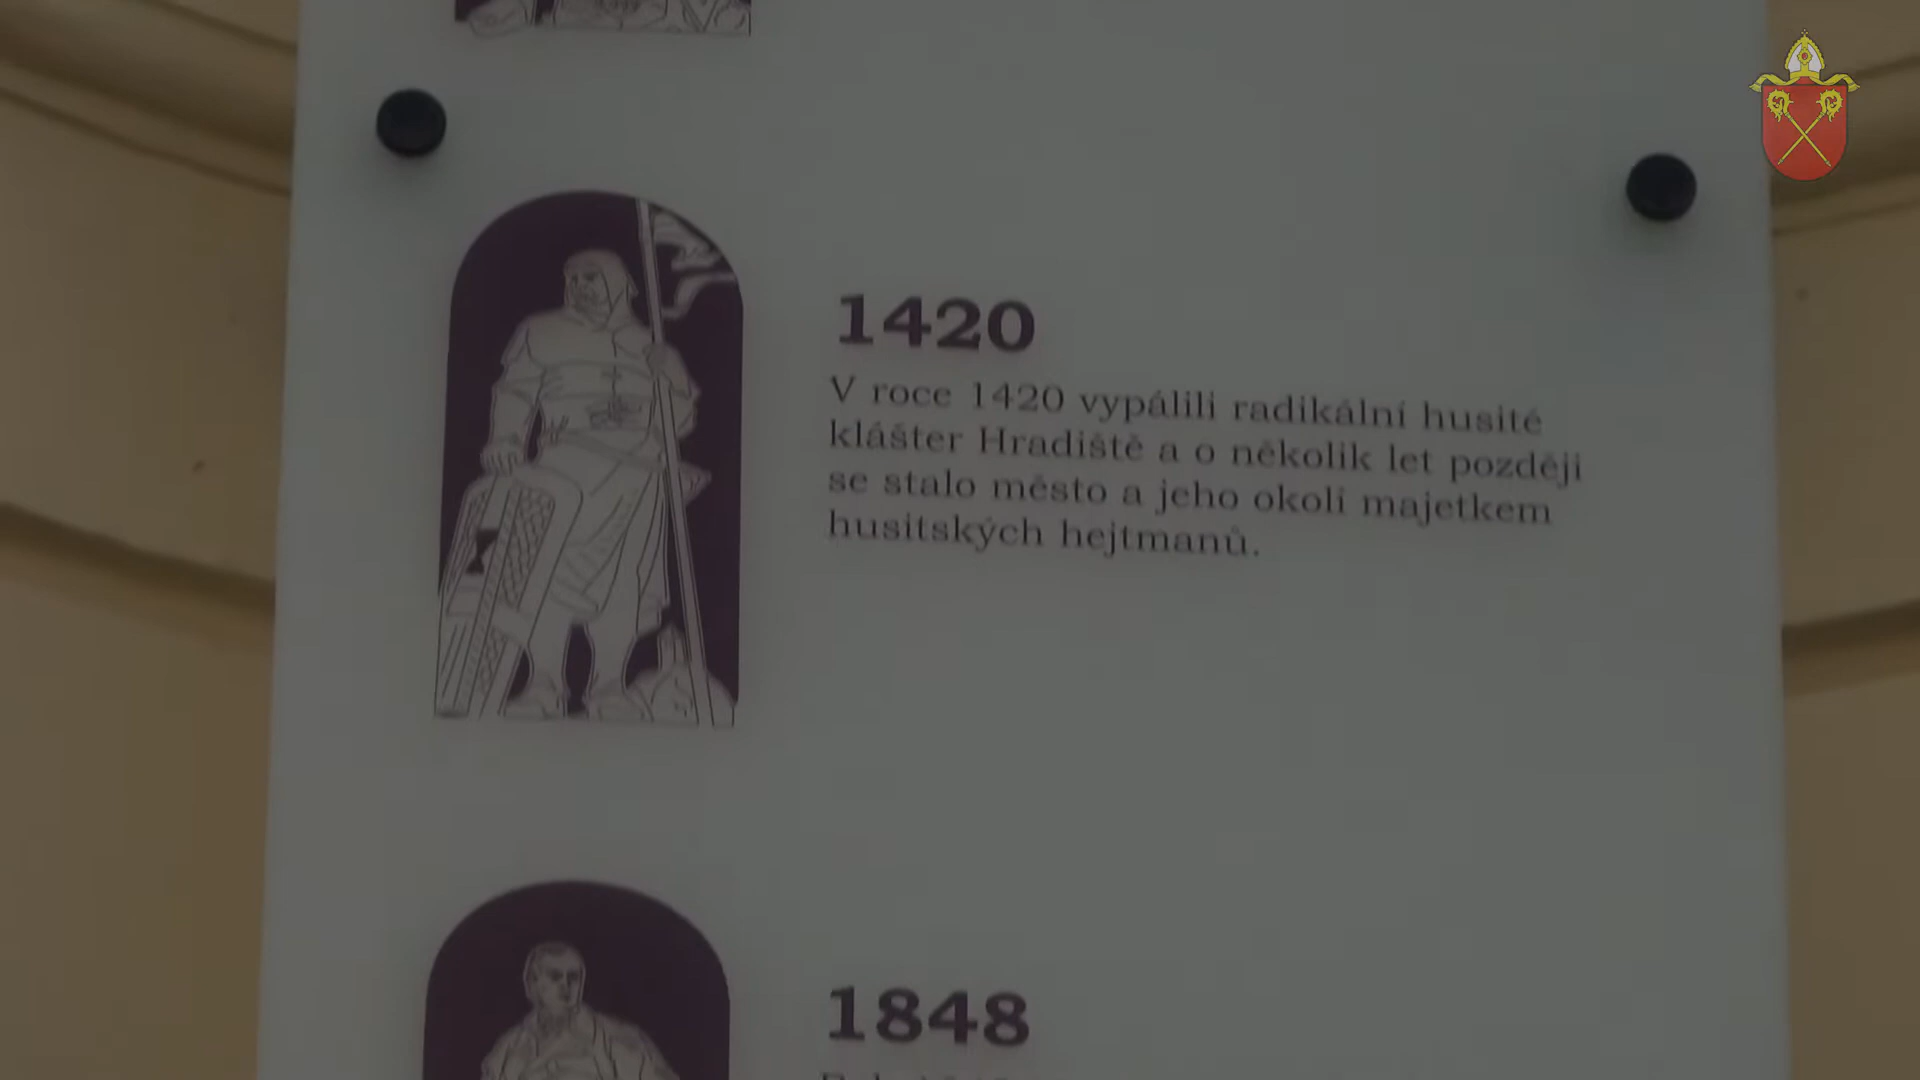 1420
V roce 1420 vypálili radikální husité
klášter Hradiště a o několik let později
se stalo město a jeho okolí majetkem
husitských hejtmanů.
1848